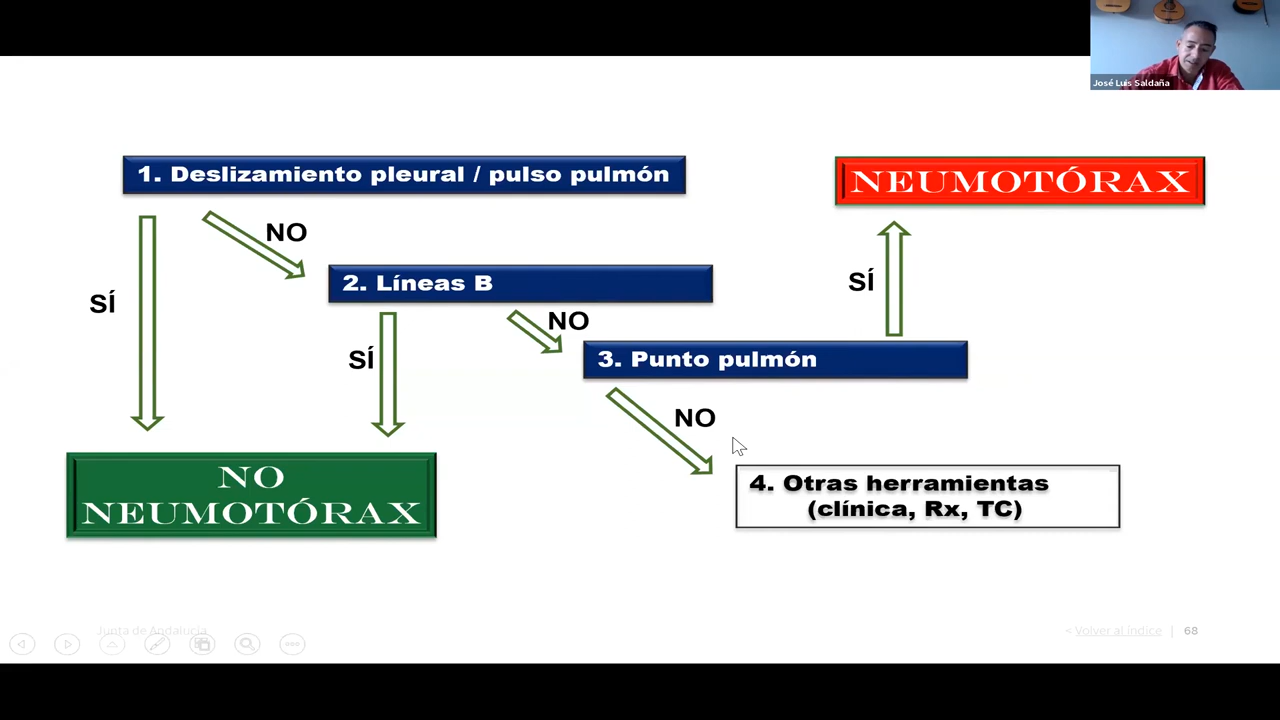 José Luis Saldaña
1. Deslizamiento pleural / pulso pulmón
NEUMOTÓRAX
NO
2. Líneas B
SÍ
SÍ
NO
SÍ
3. Punto pulmón
NO
4. Otras herramientas
(clínica, Rx, TC)
NO
NEUMOTÓRAX
Junta de Andalucía
< Volver al índice | 68